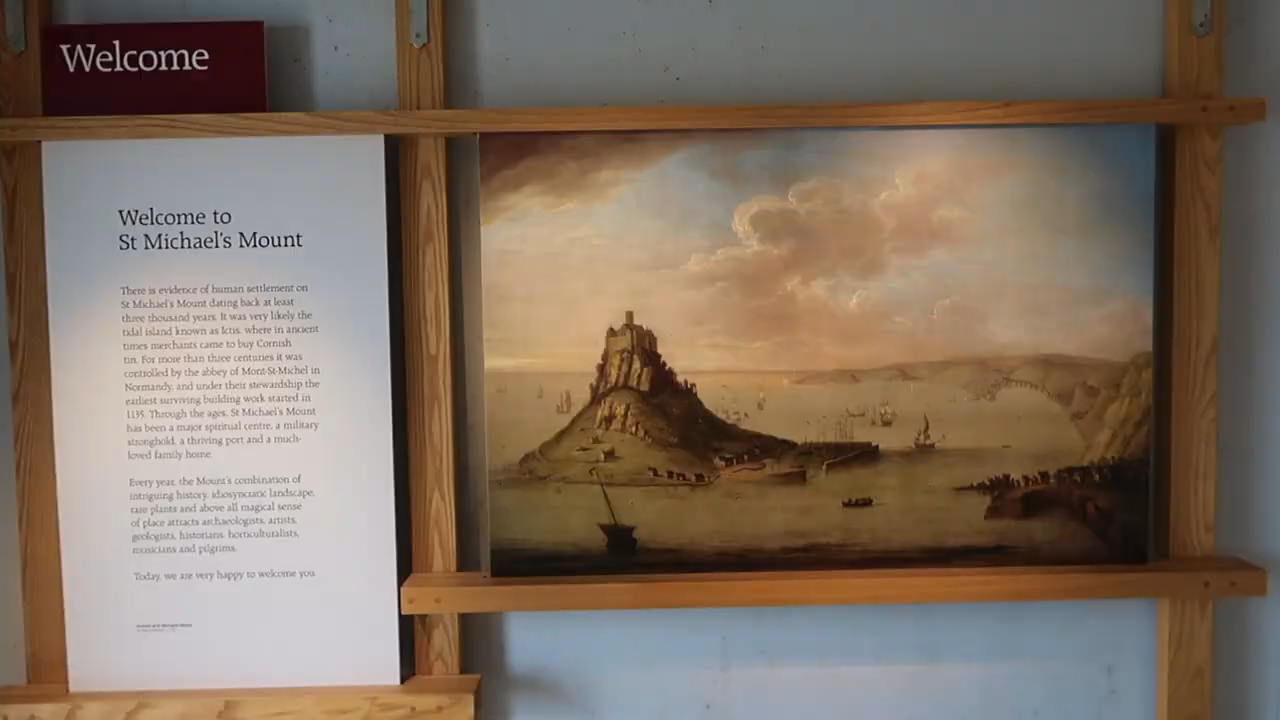 Welcome
Welcome to
St Michael's Mount
There is evidence of human settlement on
St Michael's Mount dating back at least
three thousand years. It was very likely the
tidal island known as Ictis, where in ancient
times merchants came to buy Cornish
tin. For more than three centuries it was
controlled by the abbey of Mont-St-Michel in
Normandy, and under their stewardship the
earliest surviving building work started in
1135. Through the ages, St Michael's Mount
has been a major spiritual centre, a military
stronghold, a thriving port and a much-
loved family home.
Every year, the Mount's combination of
intriguing history, idiosyncratic landscape,
rare plants and above all magical sense
of place attracts archaeologists, artists,
geologists, historians, horticulturalists,
musicians and pilgrims.
Today, we are very happy to welcome you